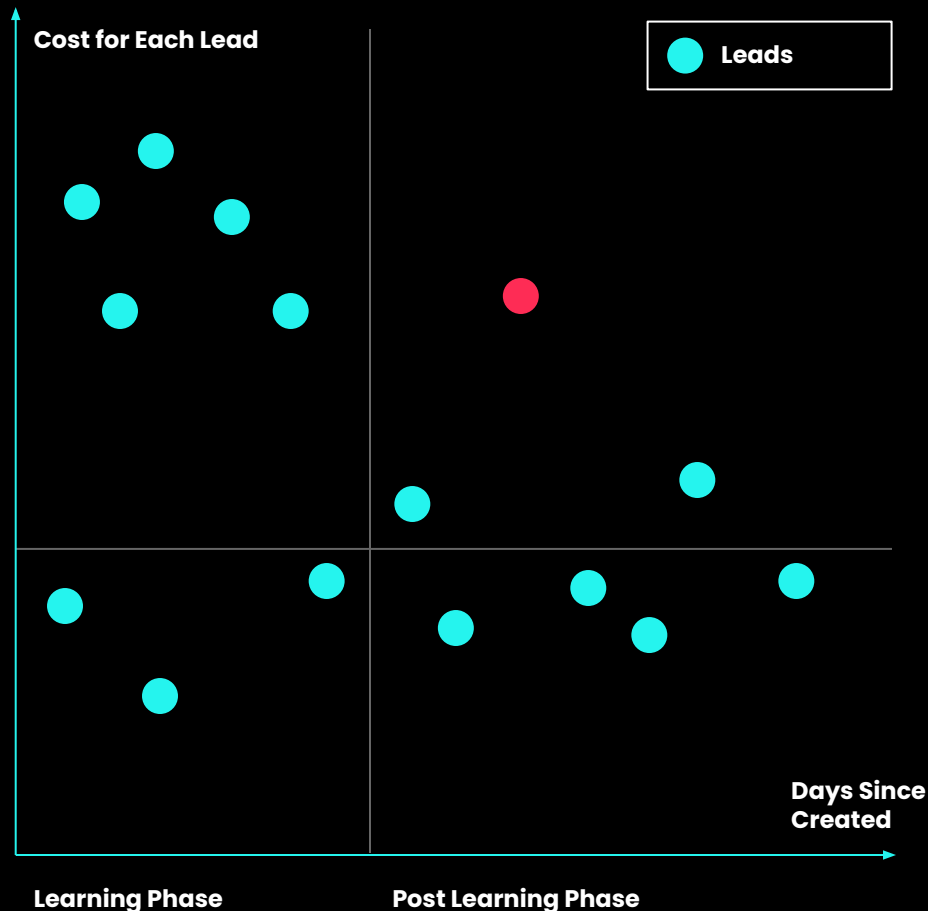 Cost for Each Lead
Leads
Days Since
Created
Learning Phase
Post Learning Phase